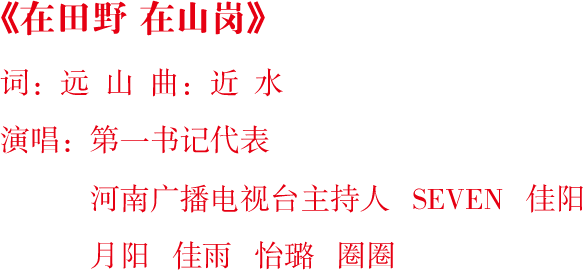 《在田野 在山岗》
词：远 山 曲：近 水
演唱：第一书记代表
河南广播电视台主持人 SEVEN 佳阳
月阳 佳雨 怡璐 圈圈